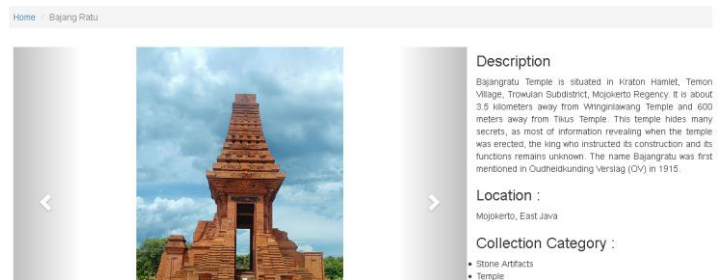 Home / Bajang Ratu
Description
Bajangratu Temple is situated in Kraton Hamlet, Temon
Village, Trowulan Subdistrict, Mojokerto Regency. It is about
3.5 kilometers away from Wringinlawang Temple and 600
meters away from Tikus Temple. This temple hides many
secrets, as most of information revealing when the temple
was erected, the king who instructed its construction and its
functions remains unknown. The name Bajangratu was first
mentioned in Oudheidkunding Verslag (OV) in 1915.
Location :
Mojokerto, East Java
Collection Category :
Stone Artifacts
Temple